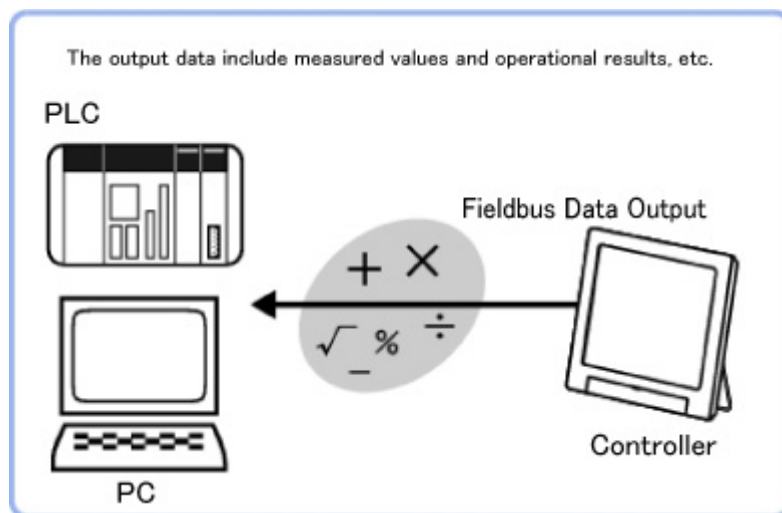 The output data include measured values and operational results, etc.
PLC
Fieldbus Data Output
+ ×
√ % ÷
−
Controller
PC